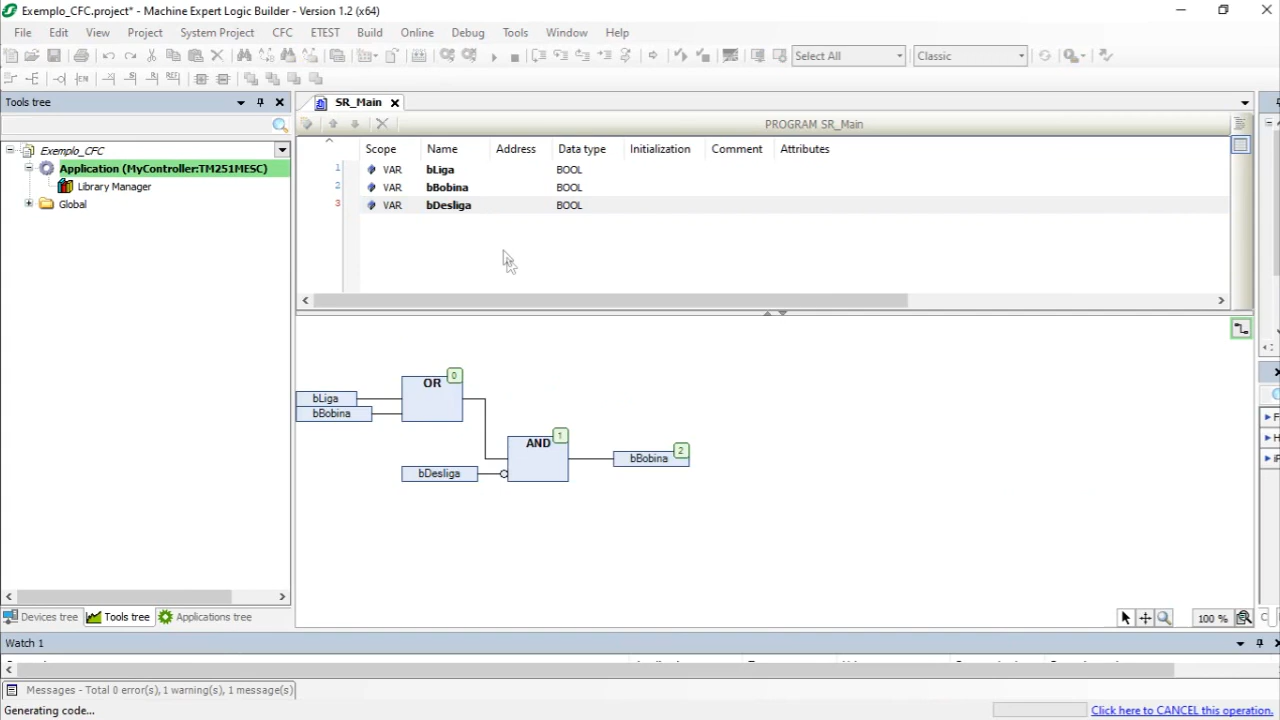 Exemplo_CFC.project* - Machine Expert Logic Builder - Version 1.2 (x64)
File Edit View Project System Project CFC ETEST Build Online Debug Tools Window Help
Select All Classic
Tools tree
SR_Main
PROGRAM SR_Main
Exemplo_CFC
Application (MyController:TM251MESC)
Library Manager
Global
Scope Name Address Data type Initialization Comment Attributes
1 VAR bLiga BOOL
2 VAR bBobina BOOL
3 VAR bDesliga BOOL
OR 0
bLiga
bBobina
AND 1
bDesliga
bBobina 2
Devices tree Tools tree Applications tree
100 %
Watch 1
Messages - Total 0 error(s), 1 warning(s), 1 message(s)
Generating code...
Click here to CANCEL this operation.